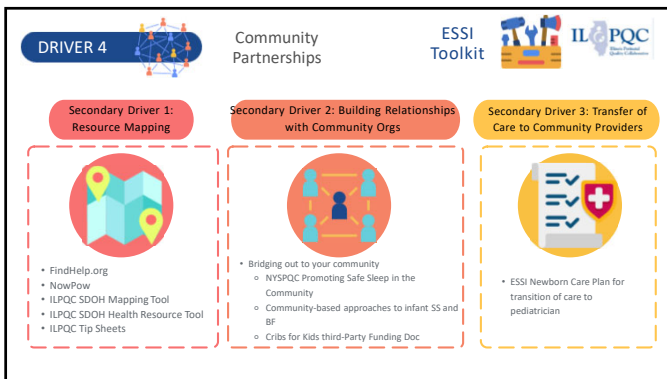 DRIVER 4
Community
Partnerships
ESSI
Toolkit
ILPQC
Illinois Perinatal
Quality Collaborative
Secondary Driver 1:
Resource Mapping
Secondary Driver 2: Building Relationships
with Community Orgs
Secondary Driver 3: Transfer of
Care to Community Providers
• FindHelp.org
• NowPow
• ILPQC SDOH Mapping Tool
• ILPQC SDOH Health Resource Tool
• ILPQC Tip Sheets
• Bridging out to your community
o NYSPQC Promoting Safe Sleep in the
Community
o Community-based approaches to infant SS and
BF
o Cribs for Kids third-Party Funding Doc
• ESSI Newborn Care Plan for
transition of care to
pediatrician